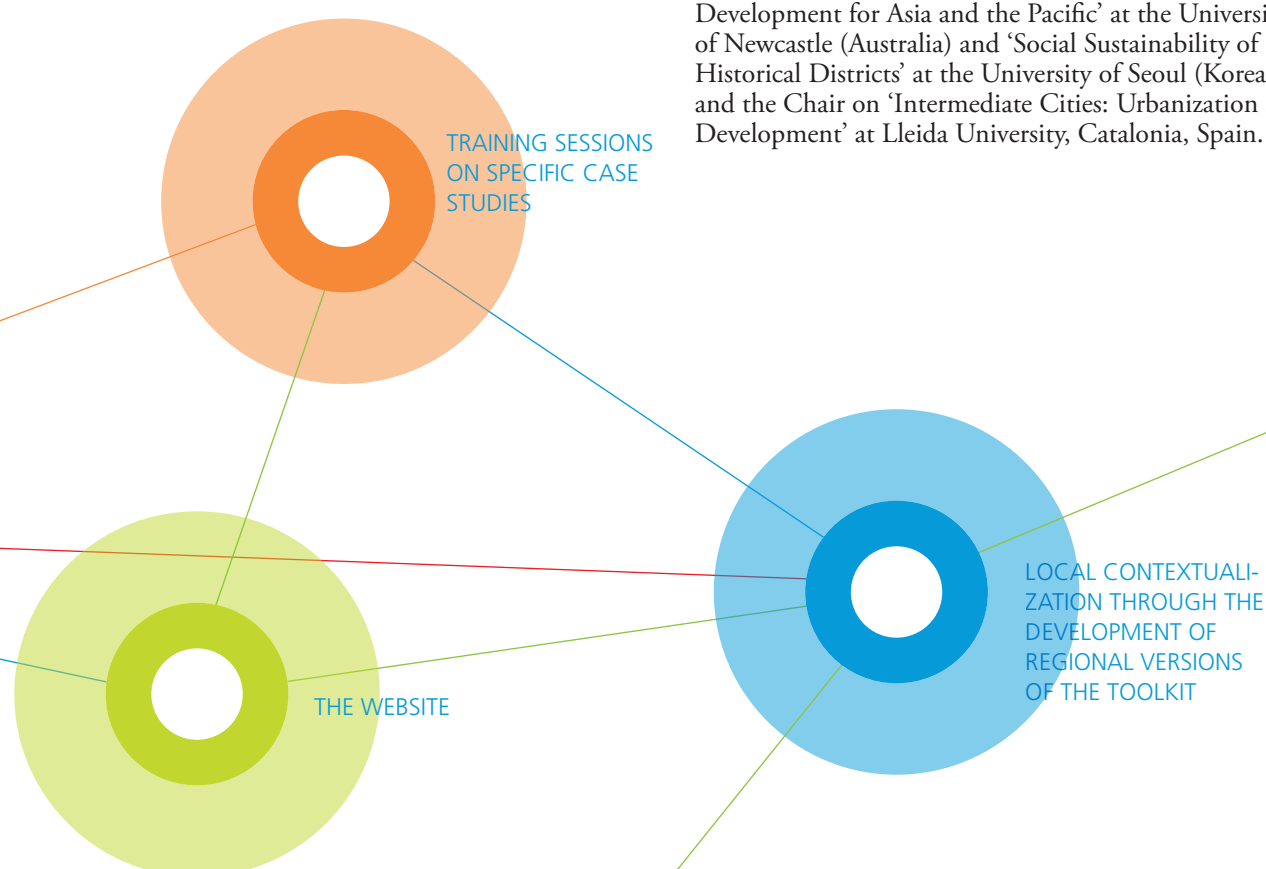 Development for Asia and the Pacific’ at the
of Newcastle (Australia) and ‘Social Sustainability of
Historical Districts’ at the University of Seoul (Korea
and the Chair on ‘Intermediate Cities: Urbanization
Development’ at Lleida University, Catalonia, Spain.
TRAINING SESSIONS
ON SPECIFIC CASE
STUDIES
LOCAL CONTEXTUALI-
ZATION THROUGH THE
DEVELOPMENT OF
REGIONAL VERSIONS
OF THE TOOLKIT
THE WEBSITE